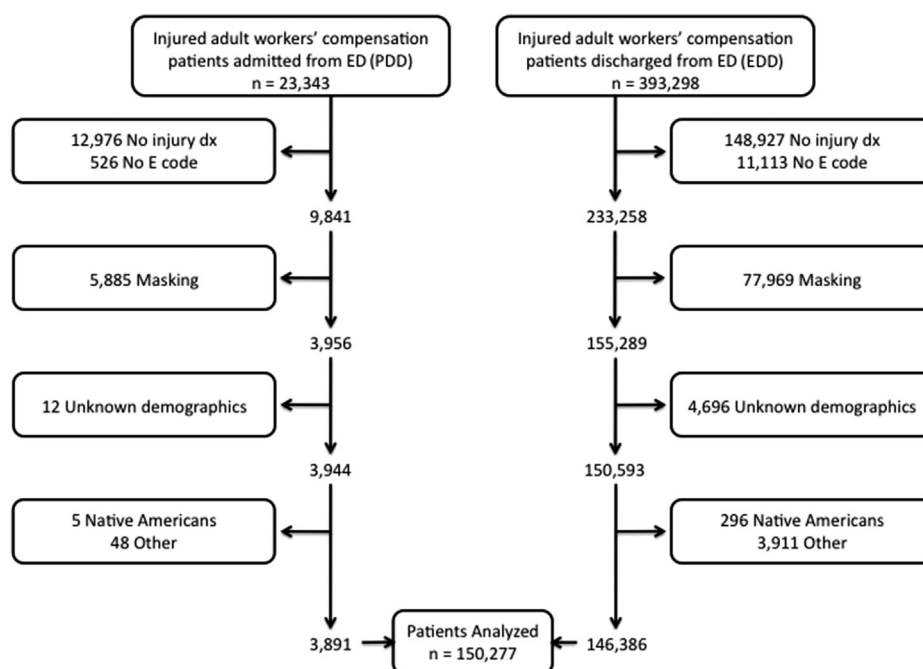 Injured adult workers' compensation
patients admitted from ED (PDD)
n = 23,343
Injured adult workers' compensation
patients discharged from ED (EDD)
n = 393,298
12,976 No injury dx
526 No E code
148,927 No injury dx
11,113 No E code
9,841
233,258
5,885 Masking
77,969 Masking
3,956
155,289
12 Unknown demographics
4,696 Unknown demographics
3,944
150,593
5 Native Americans
48 Other
296 Native Americans
3,911 Other
3,891
Patients Analyzed
n = 150,277
146,386